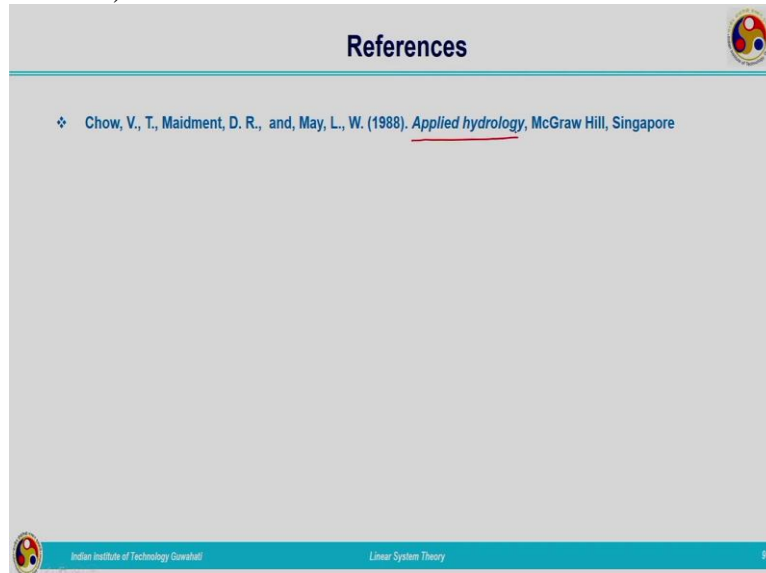 References
❖ Chow, V., T., Maidment, D. R., and, May, L., W. (1988). Applied hydrology, McGraw Hill, Singapore
Indian Institute of Technology Guwahati
Linear System Theory
9